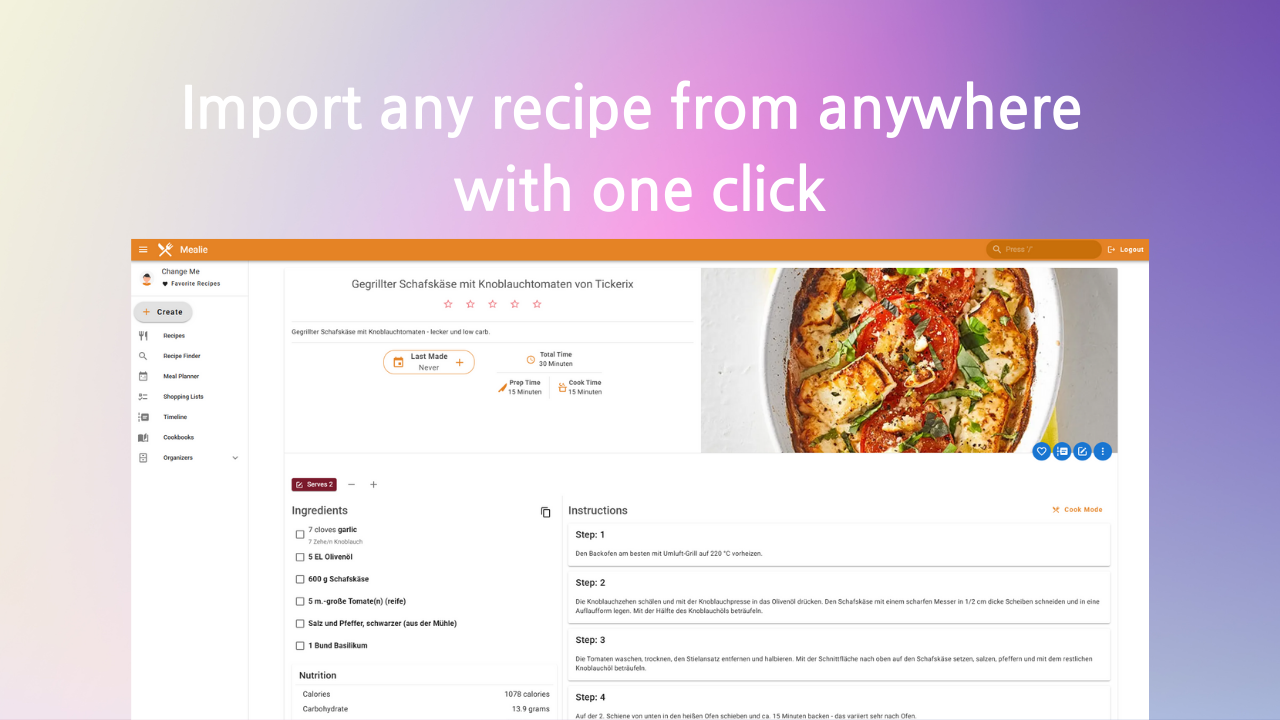 Import any recipe from anywhere
with one click
Mealie
Press '/'
Logout
Change Me
Favorite Recipes
Create
Recipes
Recipe Finder
Meal Planner
Shopping Lists
Timeline
Cookbooks
Organizers
Gegrillter Schafskäse mit Knoblauchtomaten von Tickerix
Gegrillter Schafskäse mit Knoblauchtomaten - lecker und low carb.
Last Made
Never
Total Time
30 Minuten
Prep Time
15 Minuten
Cook Time
15 Minuten
Serves 2
Ingredients
7 cloves garlic
7 Zehe/n Knoblauch
5 EL Olivenöl
600 g Schafskäse
5 m.-große Tomate(n) (reife)
Salz und Pfeffer, schwarzer (aus der Mühle)
1 Bund Basilikum
Nutrition
Calories 1078 calories
Carbohydrate 13.9 grams
Instructions
Cook Mode
Step: 1
Den Backofen am besten mit Umluft-Grill auf 220 °C vorheizen.
Step: 2
Die Knoblauchzehen schälen und mit der Knoblauchpresse in das Olivenöl drücken. Den Schafskäse mit einem scharfen Messer in 1/2 cm dicke Scheiben schneiden und in eine
Auflaufform legen. Mit der Hälfte des Knoblauchöls beträufeln.
Step: 3
Die Tomaten waschen, trocknen, den Stielansatz entfernen und halbieren. Mit der Schnittfläche nach oben auf den Schafskäse setzen, salzen, pfeffern und mit dem restlichen
Knoblauchöl beträufeln.
Step: 4
Auf der 2. Schiene von unten in den heißen Ofen schieben und ca. 15 Minuten backen - das variiert sehr nach Ofen.